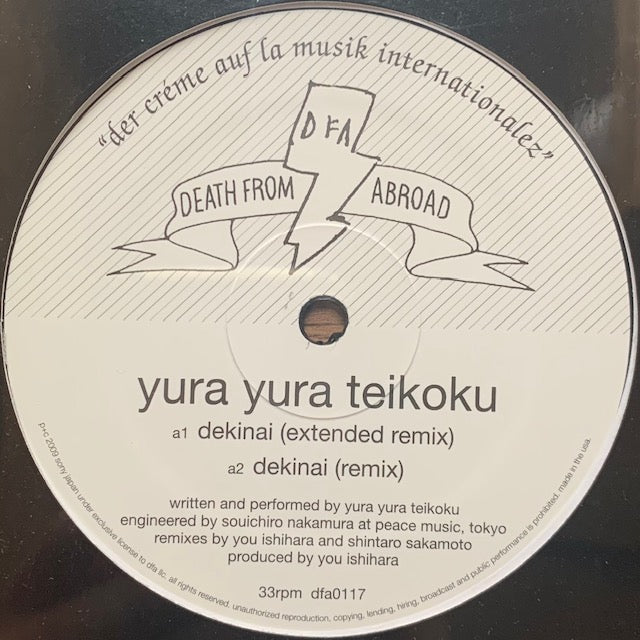 "der créme auf la musik internationalez"
DFA
DEATH FROM ABROAD
yura yura teikoku
a1 dekinai (extended remix)
a2 dekinai (remix)
written and performed by yura yura teikoku
engineered by souichiro nakamura at peace music, tokyo
remixes by you ishihara and shintaro sakamoto
produced by you ishihara
33rpm dfa0117
p+c 2009 sony japan under exclusive license to dfa llc. all rights reserved. unauthorized reproduction, copying, lending, hiring, broadcast and public performance is prohibited. made in the usa.